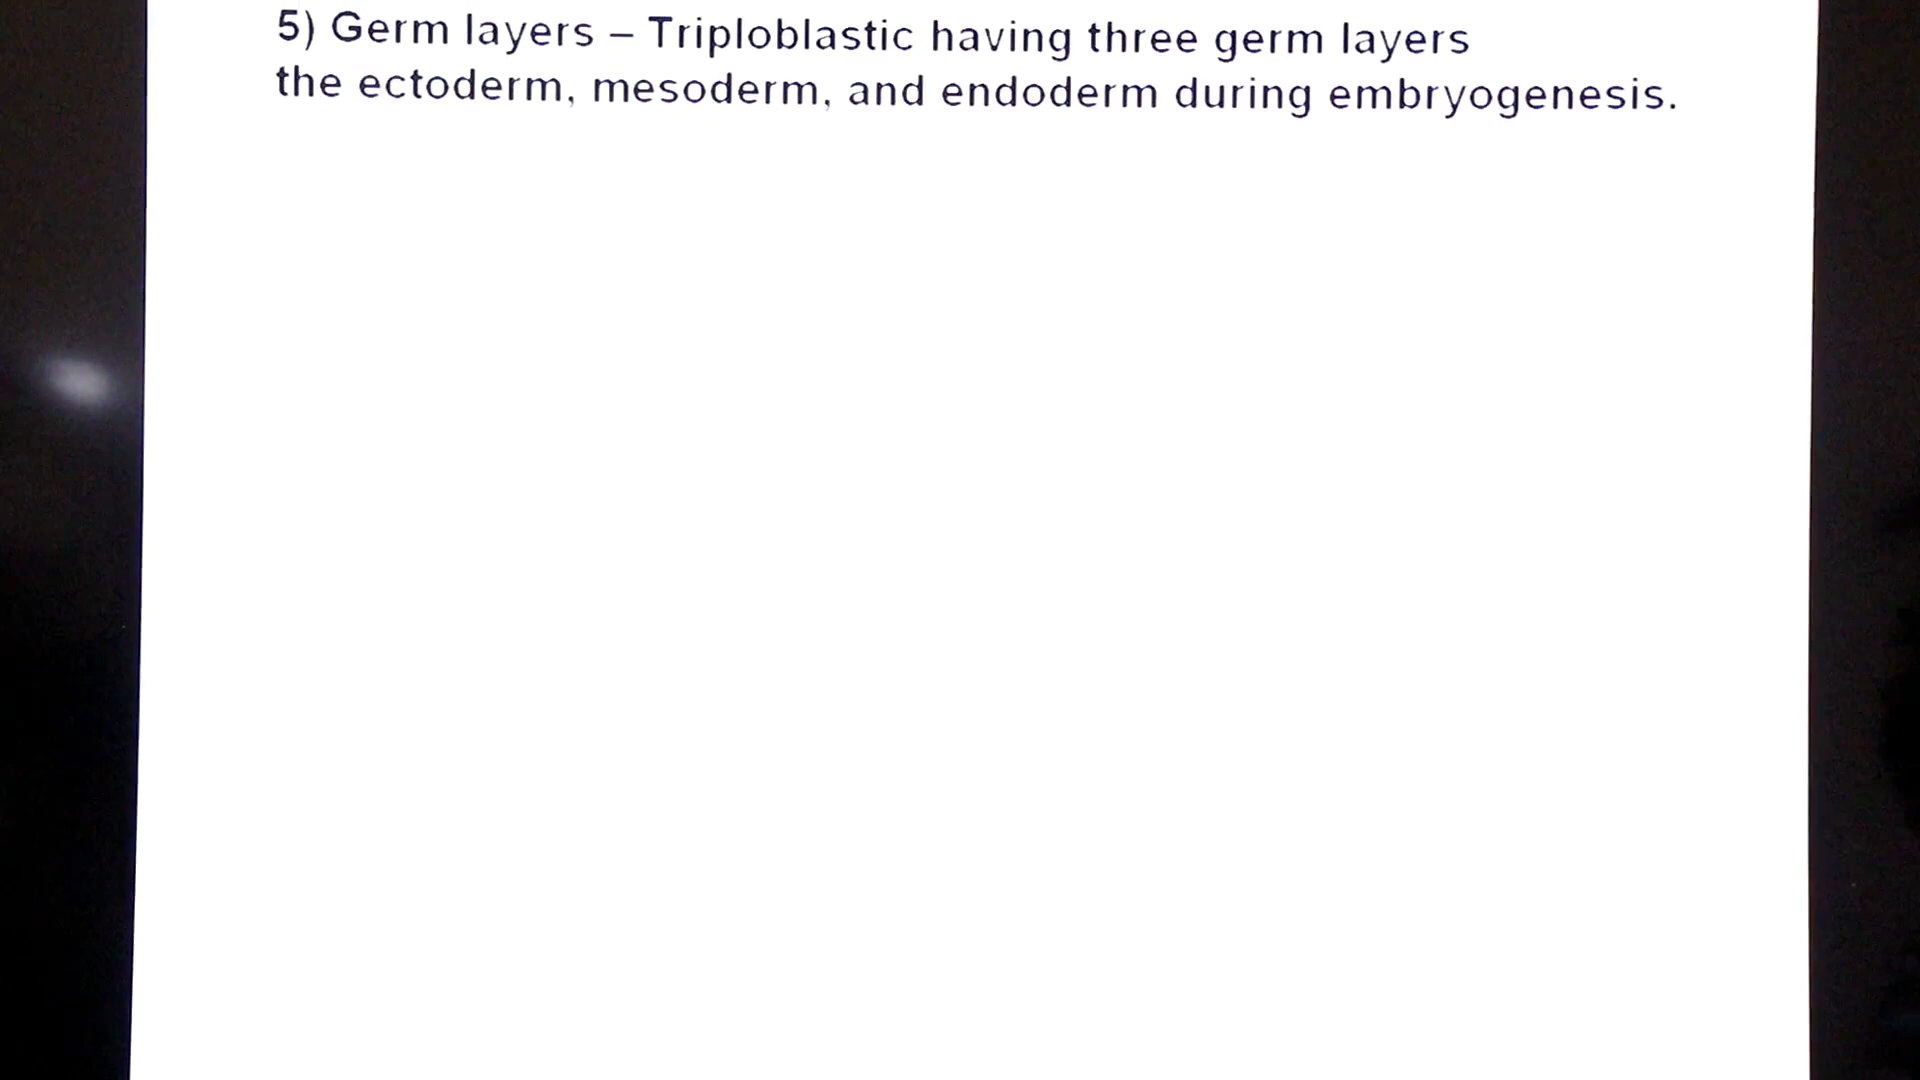 5) Germ layers – Triploblastic having three germ layers
the ectoderm, mesoderm, and endoderm during embryogenesis.